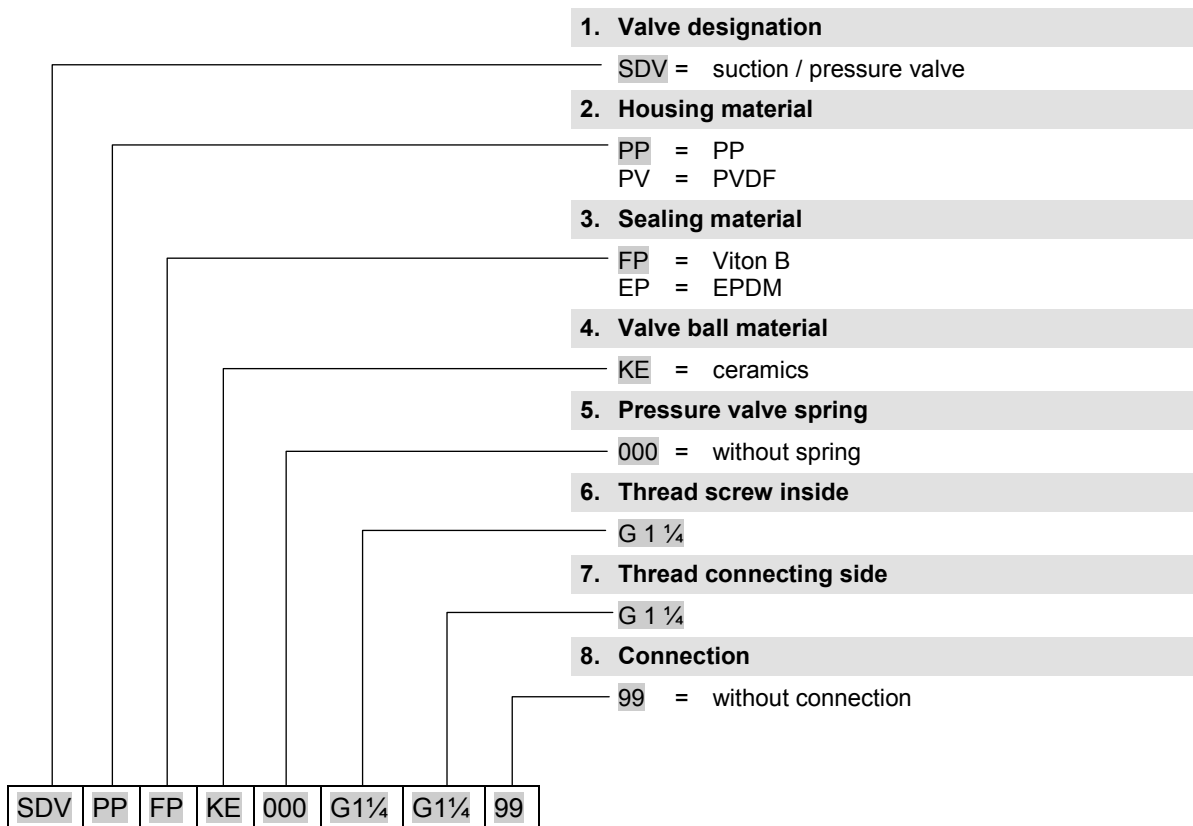 1. Valve designation
SDV = suction / pressure valve
2. Housing material
PP = PP
PV = PVDF
3. Sealing material
FP = Viton B
EP = EPDM
4. Valve ball material
KE = ceramics
5. Pressure valve spring
000 = without spring
6. Thread screw inside
G 1 ¼
7. Thread connecting side
G 1 ¼
8. Connection
99 = without connection
SDV PP FP KE 000 G1¼ G1¼ 99